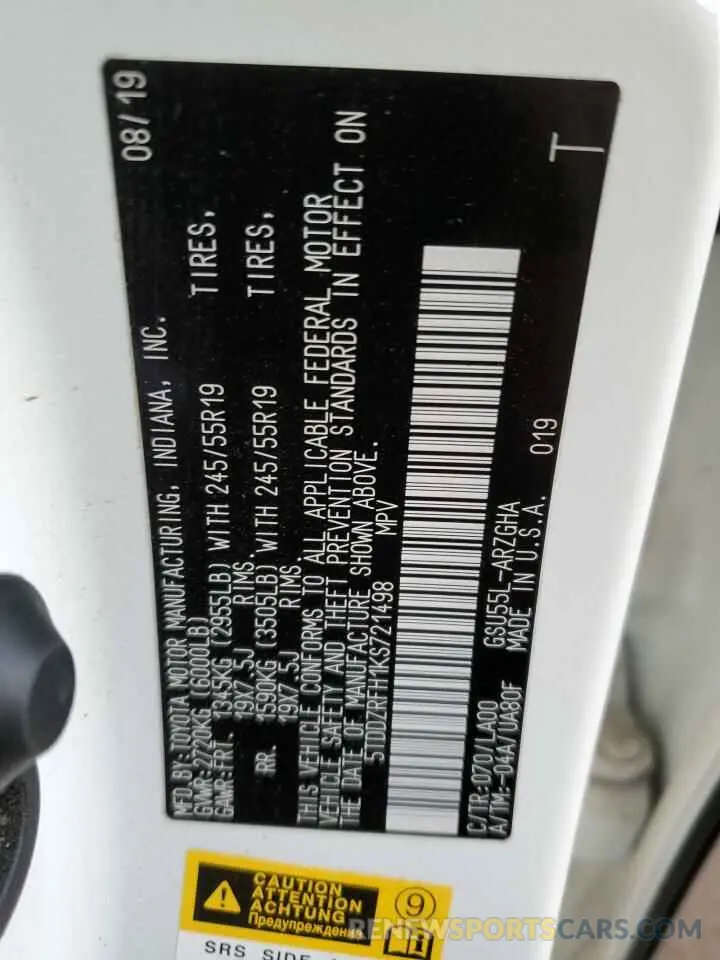 MFD. BY: TOYOTA MOTOR MANUFACTURING, INDIANA, INC. 08/19
GVWR: 2720KG (6000LB)
GAWR: FRT. 1345KG (2955LB) WITH 245/55R19 TIRES,
19X7.5J RIMS.
RR. 1590KG (3505LB) WITH 245/55R19 TIRES,
19X7.5J RIMS.
THIS VEHICLE CONFORMS TO ALL APPLICABLE FEDERAL MOTOR
VEHICLE SAFETY AND THEFT PREVENTION STANDARDS IN EFFECT ON
THE DATE OF MANUFACTURE SHOWN ABOVE.
5TDDZRFH1KS721498 MPV
T
C/TR: 070/LA00 GSU55L-ARZGHA
A/TM: -04A/UA80F MADE IN U.S.A. 019
CAUTION
ATTENTION
ACHTUNG
Предупреждение
9
SRS SIDE
RENEWSPORTSCARS.COM